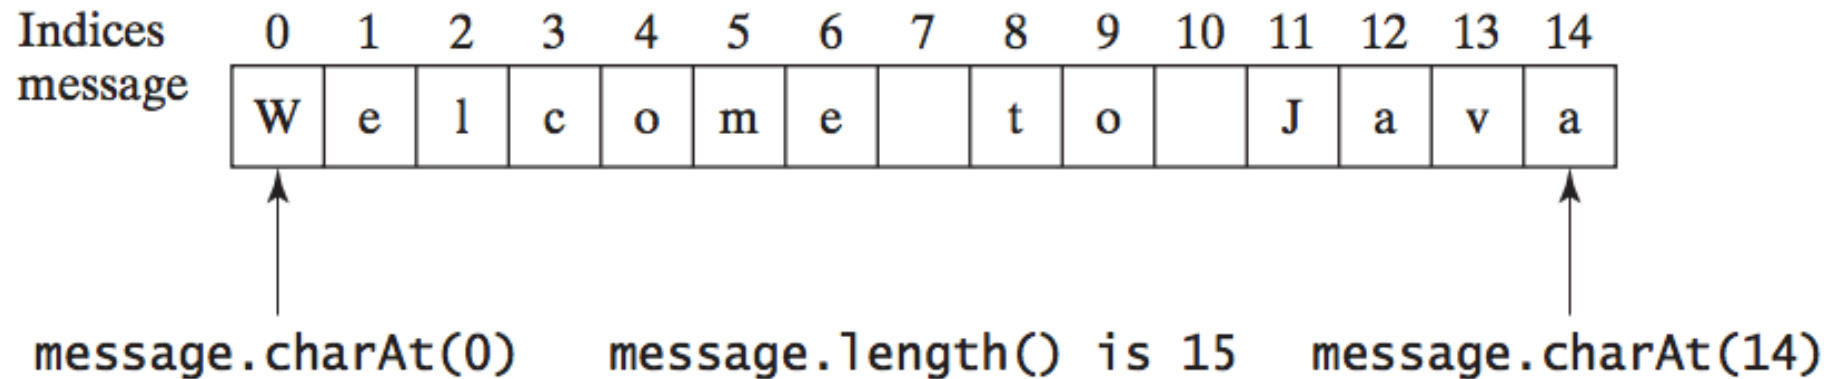 Indices 0 1 2 3 4 5 6 7 8 9 10 11 12 13 14
message W e l c o m e t o J a v a
message.charAt(0) message.length() is 15 message.charAt(14)